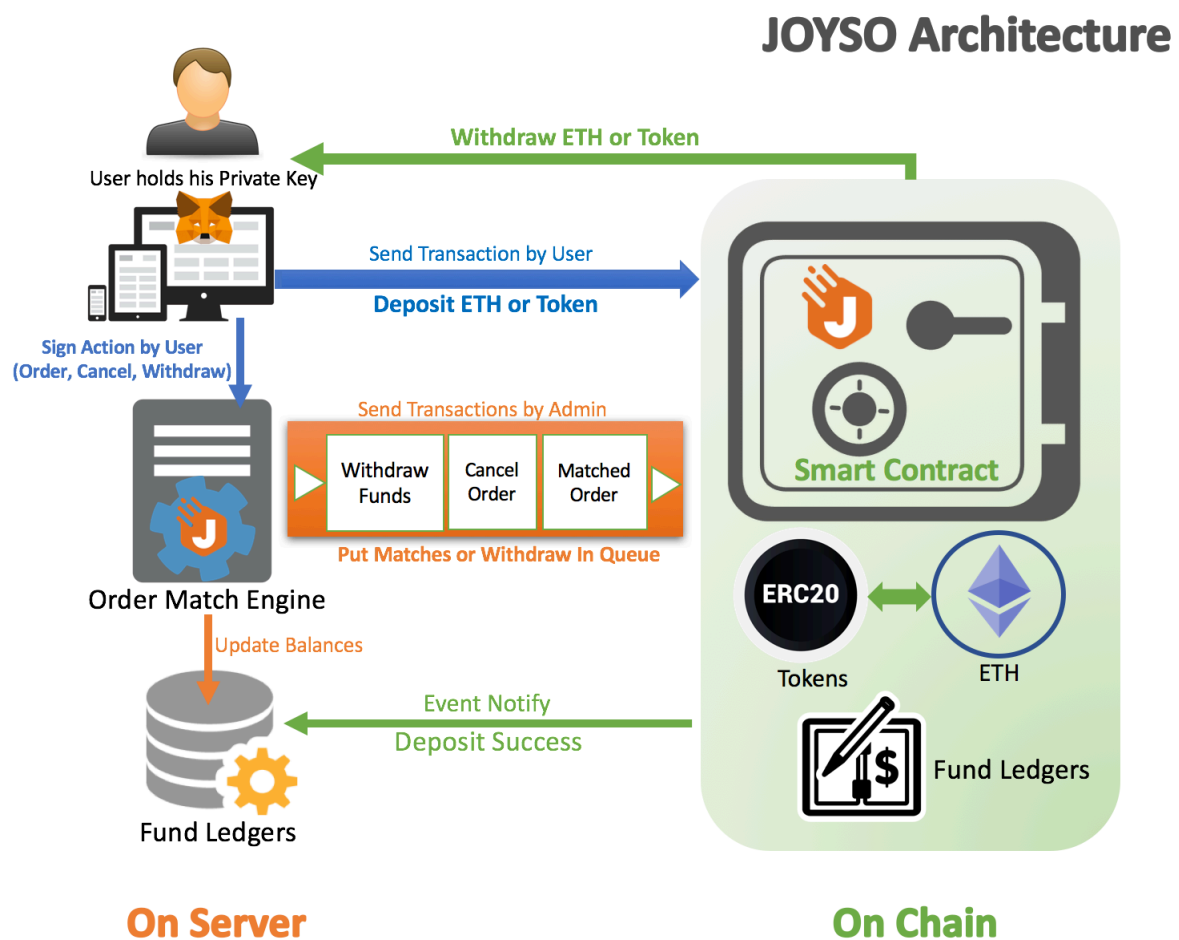 JOYSO Architecture
Withdraw ETH or Token
User holds his Private Key
Send Transaction by User
Deposit ETH or Token
Sign Action by User
(Order, Cancel, Withdraw)
Send Transactions by Admin
Withdraw
Funds
Cancel
Order
Matched
Order
Put Matches or Withdraw In Queue
J
Order Match Engine
Update Balances
J
Smart Contract
ERC20
Tokens
ETH
Event Notify
Deposit Success
$
Fund Ledgers
Fund Ledgers
On Server
On Chain